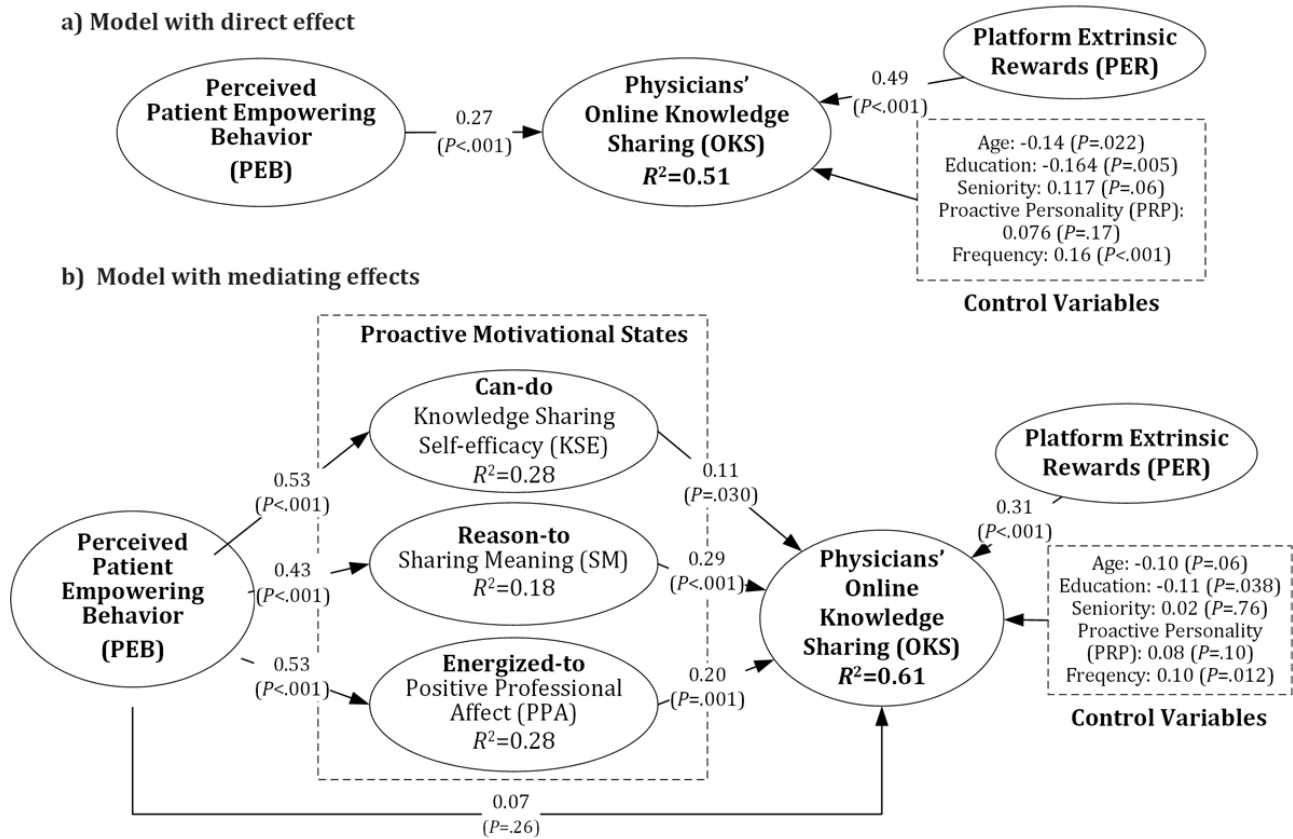 a) Model with direct effect
Perceived
Patient Empowering
Behavior
(PEB)
0.27
(P<.001)
Physicians’
Online Knowledge
Sharing (OKS)
R²=0.51
Platform Extrinsic
Rewards (PER)
0.49
(P<.001)
Age: -0.14 (P=.022)
Education: -0.164 (P=.005)
Seniority: 0.117 (P=.06)
Proactive Personality (PRP):
0.076 (P=.17)
Frequency: 0.16 (P<.001)
Control Variables
b) Model with mediating effects
Proactive Motivational States
Perceived
Patient
Empowering
Behavior
(PEB)
0.53
(P<.001)
0.43
(P<.001)
0.53
(P<.001)
Can-do
Knowledge Sharing
Self-efficacy (KSE)
R²=0.28
Reason-to
Sharing Meaning (SM)
R²=0.18
Energized-to
Positive Professional
Affect (PPA)
R²=0.28
0.11
(P=.030)
0.29
(P<.001)
0.20
(P=.001)
Physicians’
Online
Knowledge
Sharing (OKS)
R²=0.61
Platform Extrinsic
Rewards (PER)
0.31
(P<.001)
Age: -0.10 (P=.06)
Education: -0.11 (P=.038)
Seniority: 0.02 (P=.76)
Proactive Personality
(PRP): 0.08 (P=.10)
Freqency: 0.10 (P=.012)
Control Variables
0.07
(P=.26)